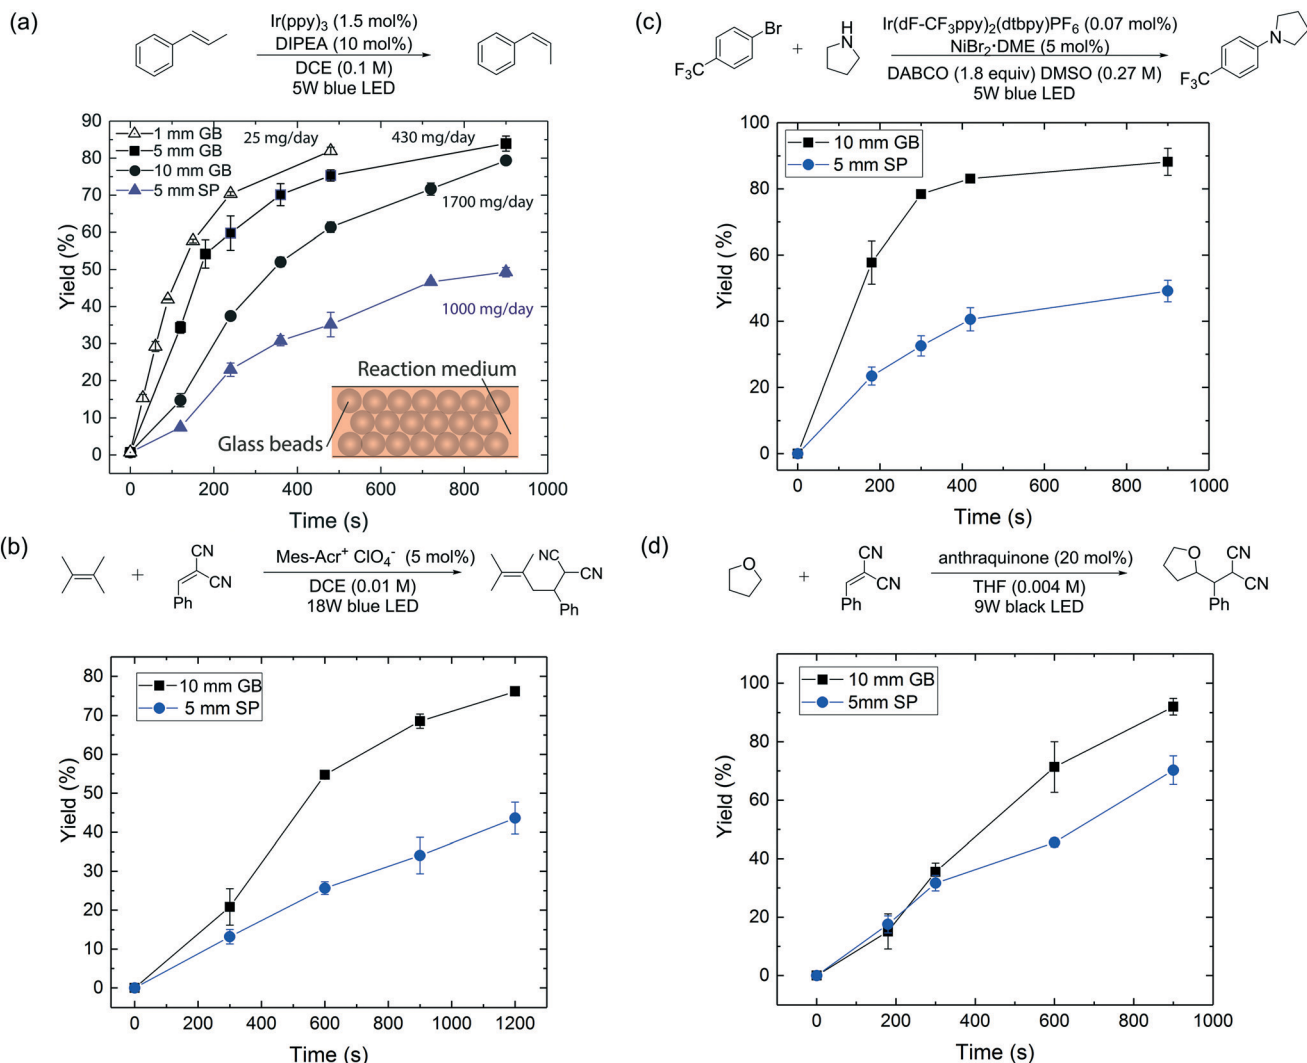 (a)
Ir(ppy)₃ (1.5 mol%)
DIPEA (10 mol%)
DCE (0.1 M)
5W blue LED
90
80
70
60
50
40
30
20
10
0
Yield (%)
1 mm GB
5 mm GB
10 mm GB
5 mm SP
25 mg/day
430 mg/day
1700 mg/day
1000 mg/day
Reaction medium
Glass beads
0 200 400 600 800 1000
Time (s)
(c)
Br
F₃C
+
H
N
Ir(dF-CF₃ppy)₂(dtbpy)PF₆ (0.07 mol%)
NiBr₂·DME (5 mol%)
DABCO (1.8 equiv) DMSO (0.27 M)
5W blue LED
N
F₃C
100
80
60
40
20
0
Yield (%)
10 mm GB
5 mm SP
0 200 400 600 800 1000
Time (s)
(b)
+
CN
CN
Ph
Mes-Acr⁺ ClO₄⁻ (5 mol%)
DCE (0.01 M)
18W blue LED
NC
CN
Ph
80
70
60
50
40
30
20
10
0
Yield (%)
10 mm GB
5 mm SP
0 200 400 600 800 1000 1200
Time (s)
(d)
O
+
CN
CN
Ph
anthraquinone (20 mol%)
THF (0.004 M)
9W black LED
O
CN
CN
Ph
100
80
60
40
20
0
Yield (%)
10 mm GB
5mm SP
0 200 400 600 800 1000
Time (s)